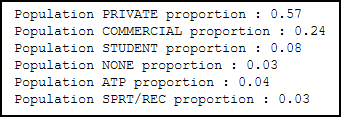 Population PRIVATE proportion : 0.57
Population COMMERCIAL proportion : 0.24
Population STUDENT proportion : 0.08
Population NONE proportion : 0.03
Population ATP proportion : 0.04
Population SPRT/REC proportion : 0.03